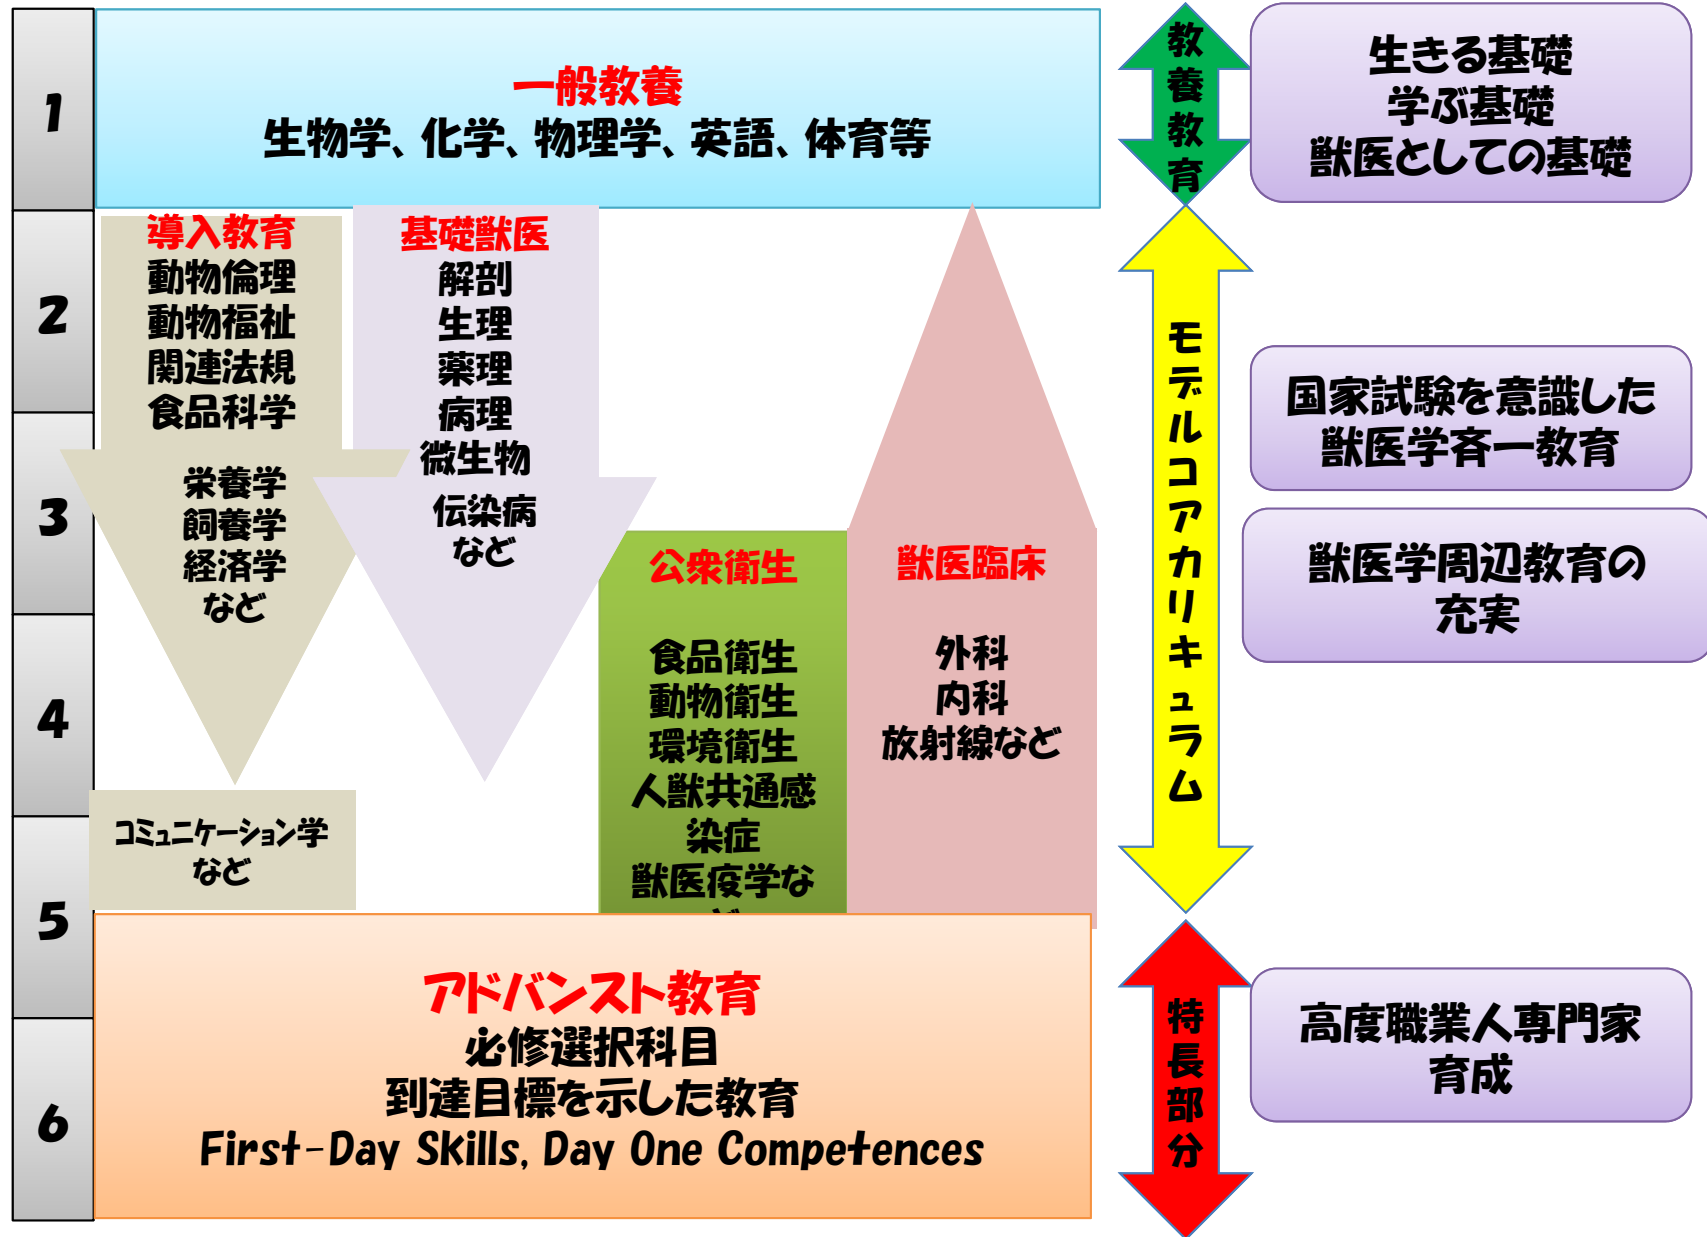 1
一般教養
生物学、化学、物理学、英語、体育等
教養教育
生きる基礎
学ぶ基礎
獣医としての基礎
2
導入教育
動物倫理
動物福祉
関連法規
食品科学
栄養学
飼養学
経済学
など
基礎獣医
解剖
生理
薬理
病理
微生物
伝染病
など
3
公衆衛生
食品衛生
動物衛生
環境衛生
人獣共通感
染症
獣医疫学な
獣医臨床
外科
内科
放射線など
モデルコアカリキュラム
国家試験を意識した
獣医学斉一教育
獣医学周辺教育の
充実
4
コミュニケーション学
など
5
アドバンスト教育
必修選択科目
到達目標を示した教育
First-Day Skills, Day One Competences
6
特長部分
高度職業人専門家
育成